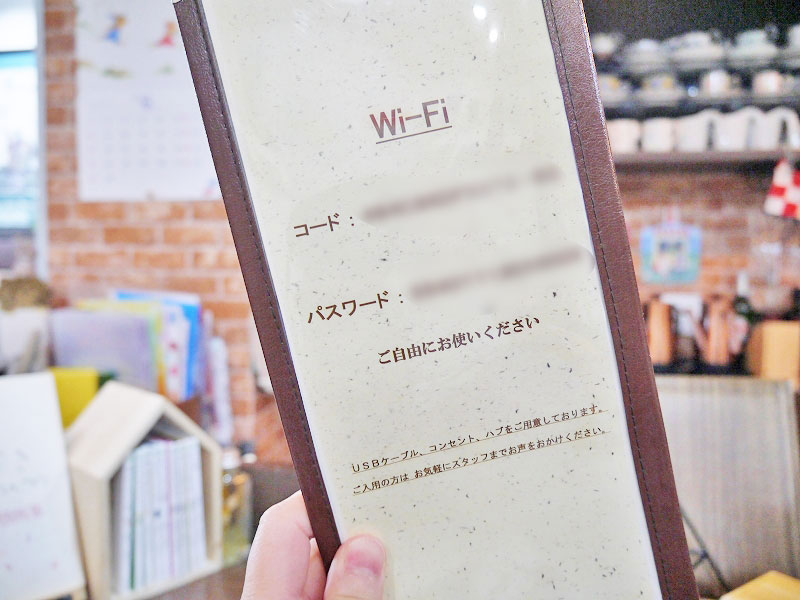 Wi-Fi
コード：
パスワード：
ご自由にお使いください
ＵＳＢケーブル、コンセント、ハブをご用意しております。
ご入用の方は お気軽にスタッフまでお声をおかけください。